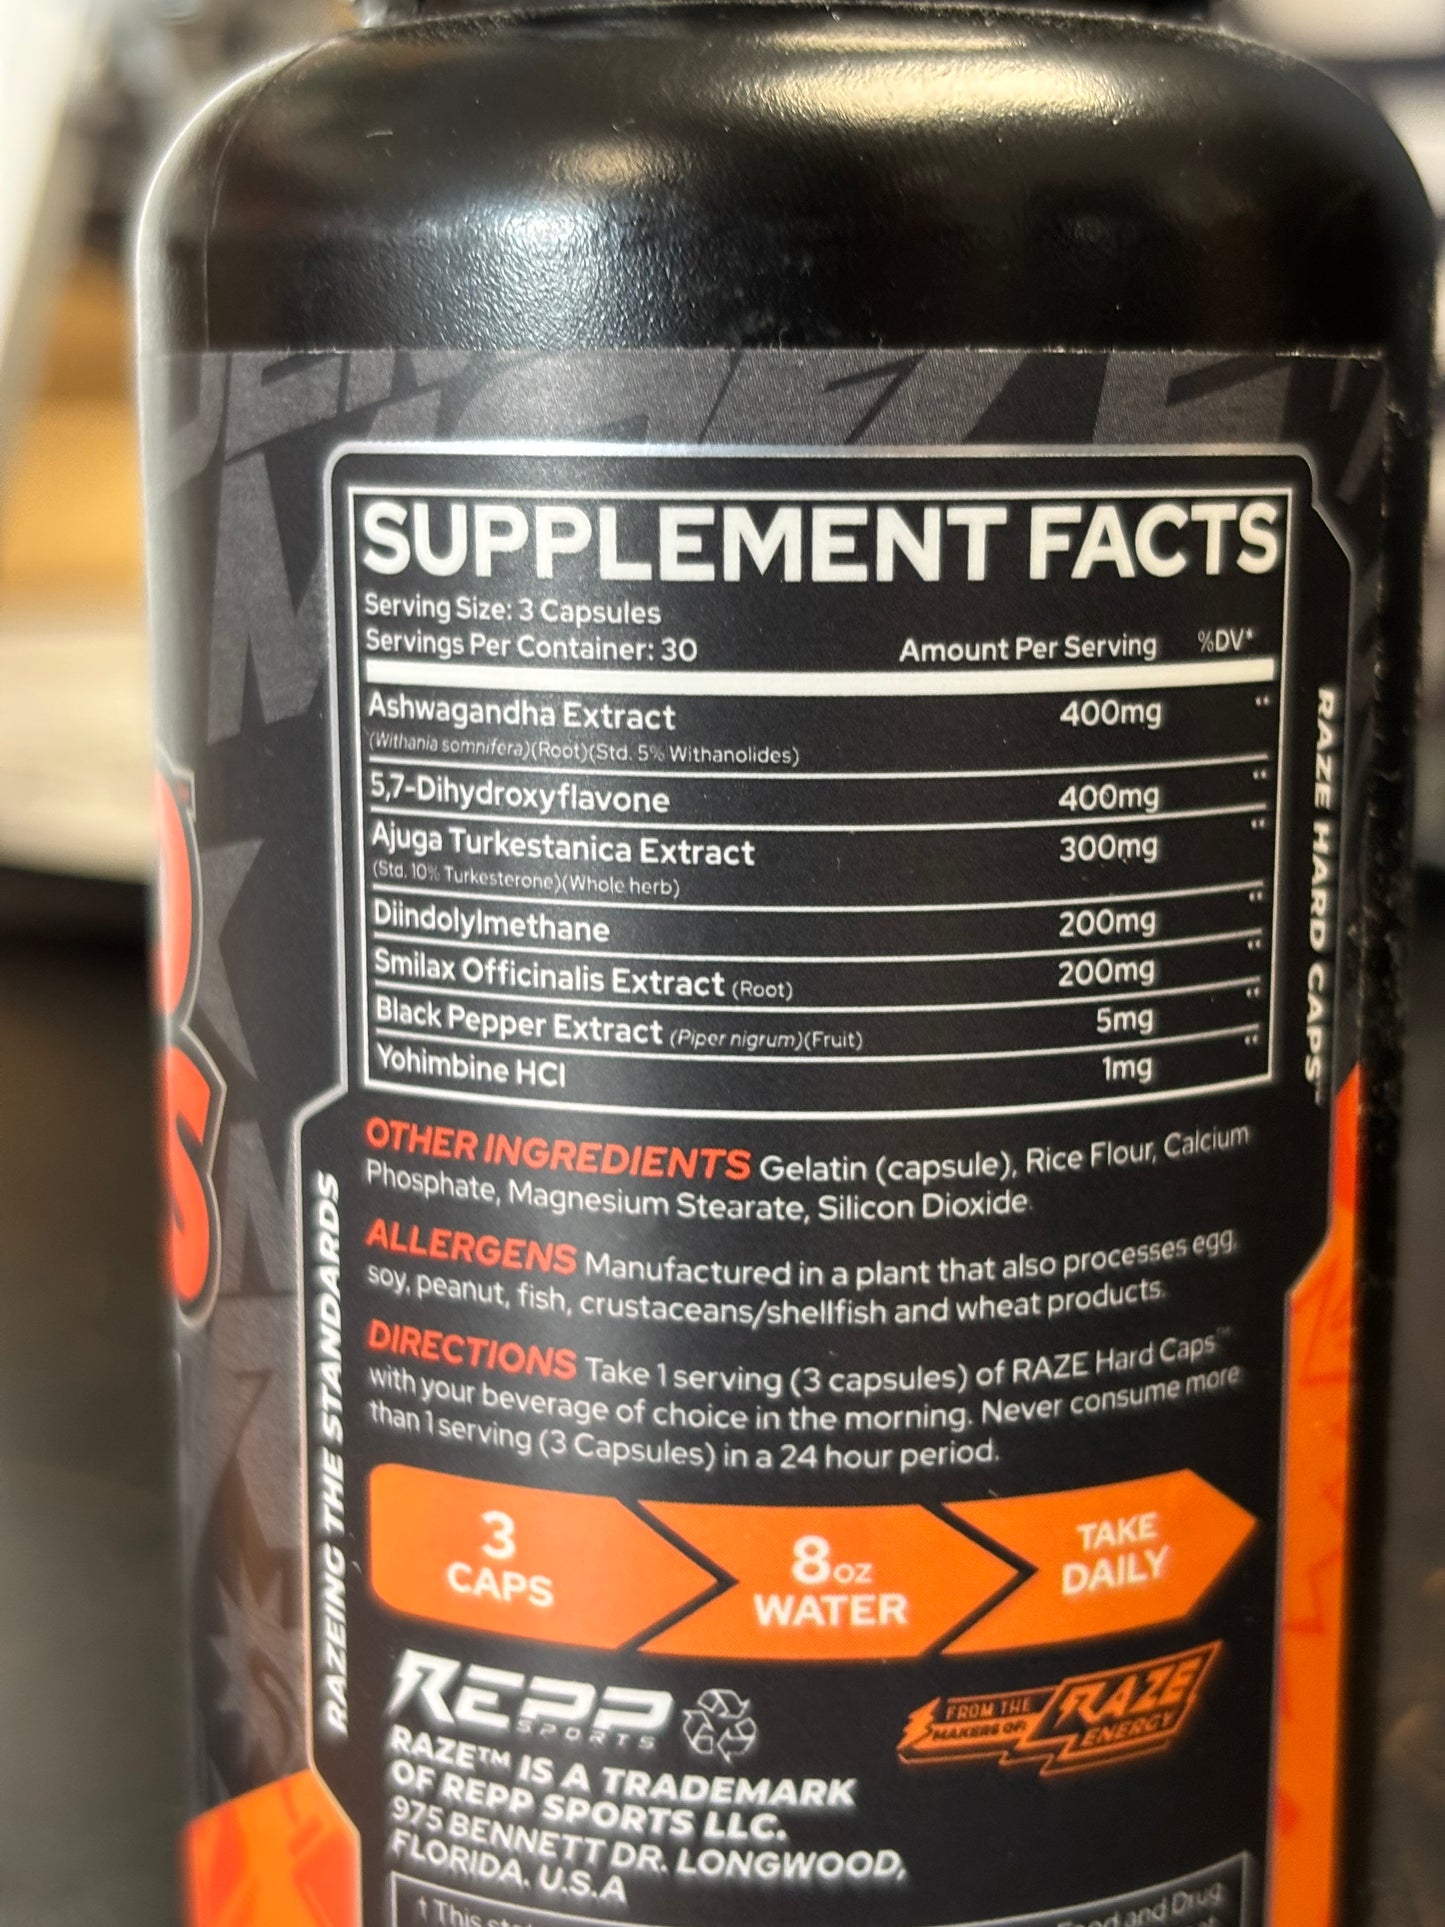 SUPPLEMENT FACTS
Serving Size: 3 Capsules
Servings Per Container: 30 Amount Per Serving %DV*
Ashwagandha Extract 400mg **
(Withania somnifera)(Root)(Std. 5% Withanolides)
5,7-Dihydroxyflavone 400mg **
Ajuga Turkestanica Extract 300mg **
(Std. 10% Turkesterone)(Whole herb)
Diindolylmethane 200mg **
Smilax Officinalis Extract (Root) 200mg **
Black Pepper Extract (Piper nigrum)(Fruit) 5mg **
Yohimbine HCl 1mg **
OTHER INGREDIENTS Gelatin (capsule), Rice Flour, Calcium
Phosphate, Magnesium Stearate, Silicon Dioxide.
ALLERGENS Manufactured in a plant that also processes egg,
soy, peanut, fish, crustaceans/shellfish and wheat products.
DIRECTIONS Take 1 serving (3 capsules) of RAZE Hard Caps™
with your beverage of choice in the morning. Never consume more
than 1 serving (3 Capsules) in a 24 hour period.
3
CAPS
8oz
WATER
TAKE
DAILY
REPP
SPORTS
FROM THE
MAKERS OF:
RAZE
ENERGY
RAZE™ IS A TRADEMARK
OF REPP SPORTS LLC.
975 BENNETT DR. LONGWOOD,
FLORIDA. U.S.A
† This
Food and Drug
RAZEING THE STANDARDS
RAZE HARD CAPS™